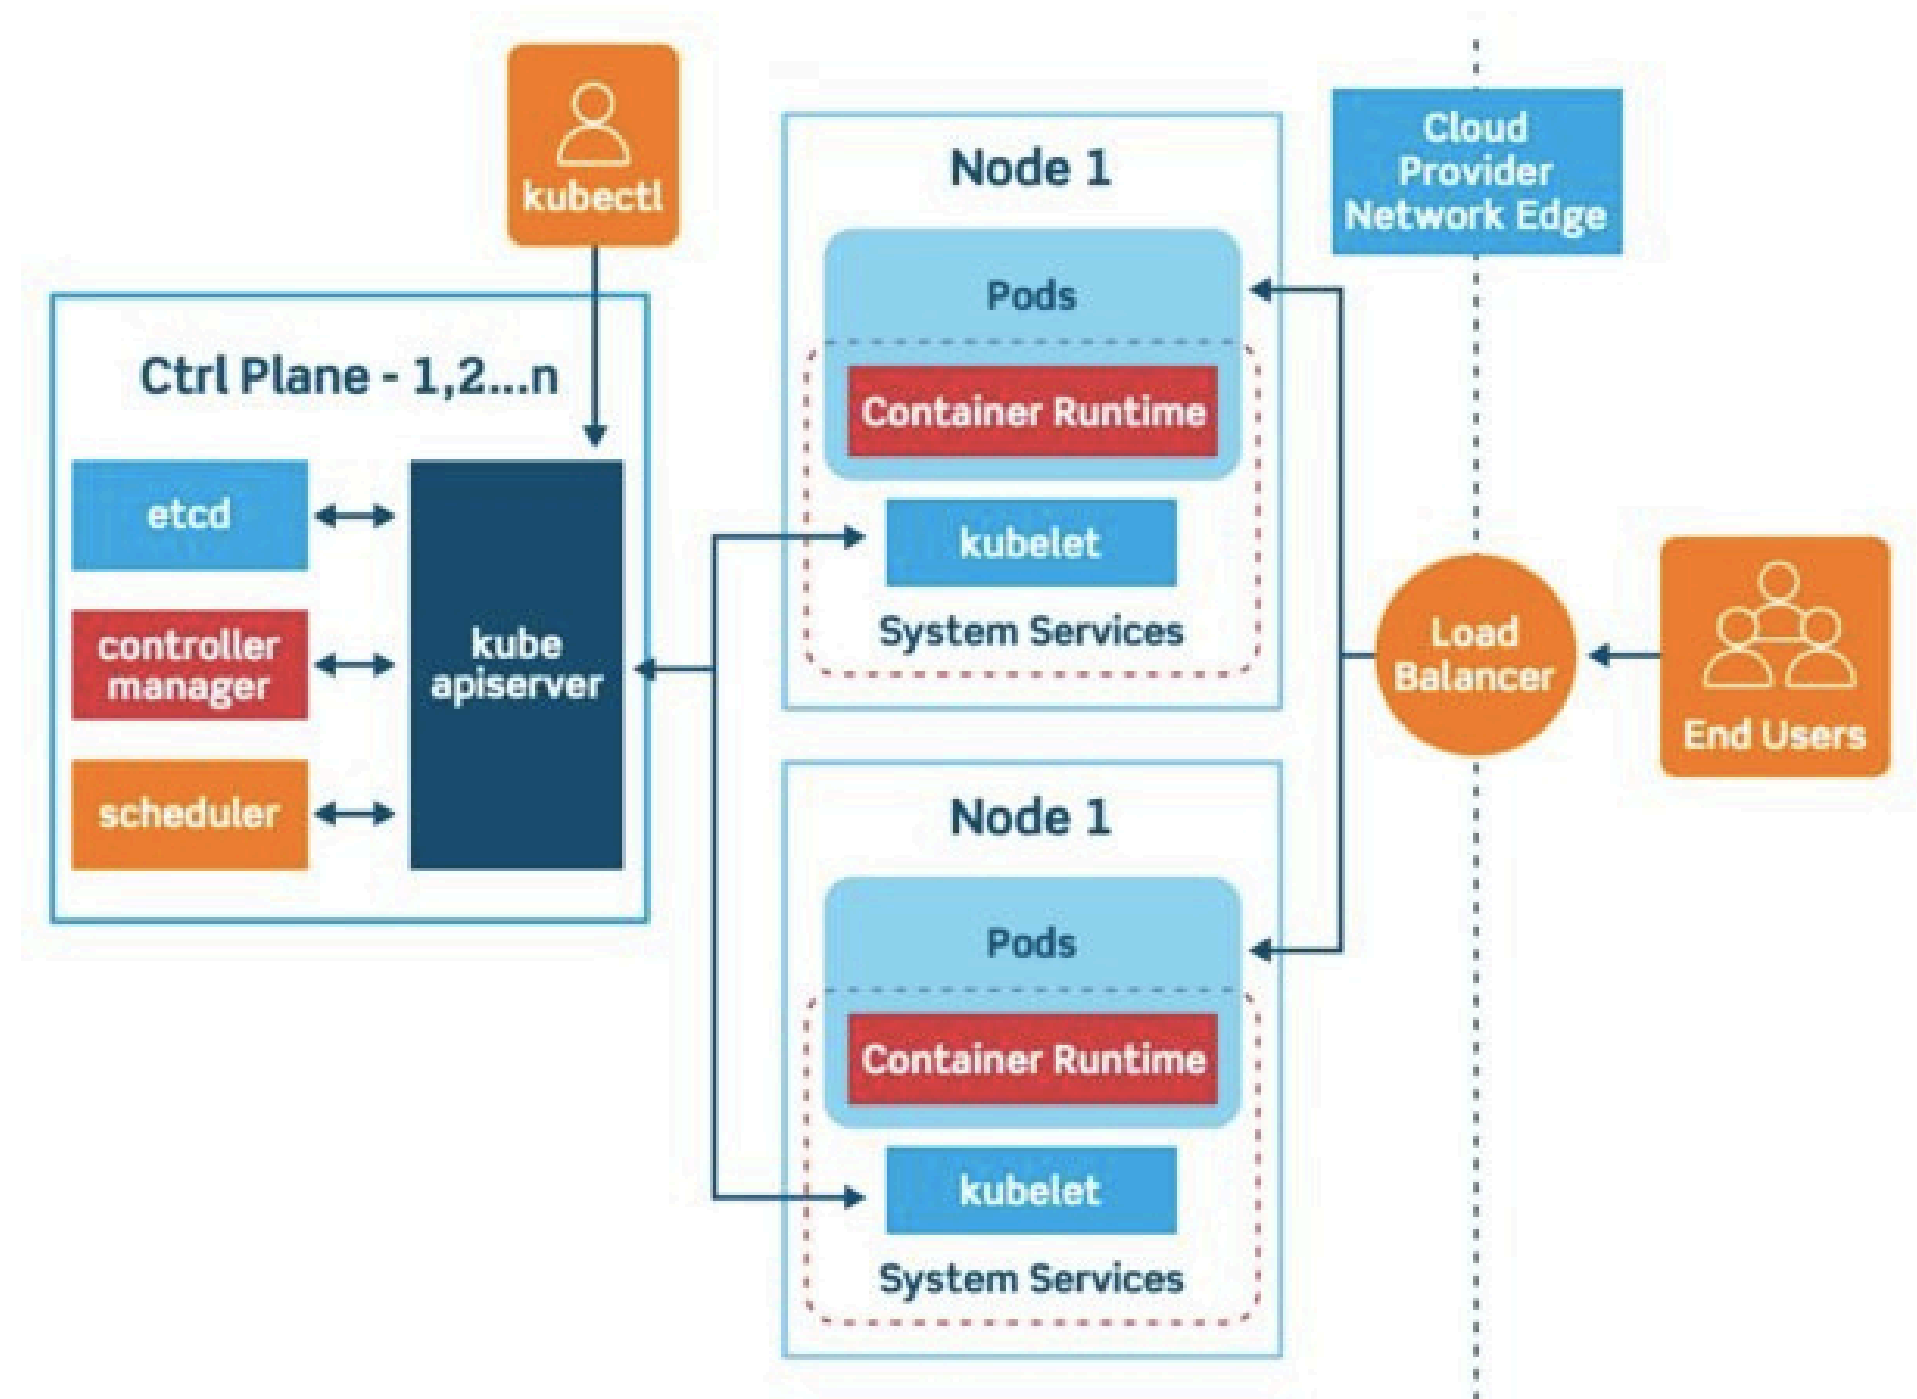 kubectl
Ctrl Plane - 1,2...n
etcd
controller
manager
scheduler
kube
apiserver
Node 1
Pods
Container Runtime
kubelet
System Services
Node 1
Pods
Container Runtime
kubelet
System Services
Cloud
Provider
Network Edge
Load
Balancer
End Users